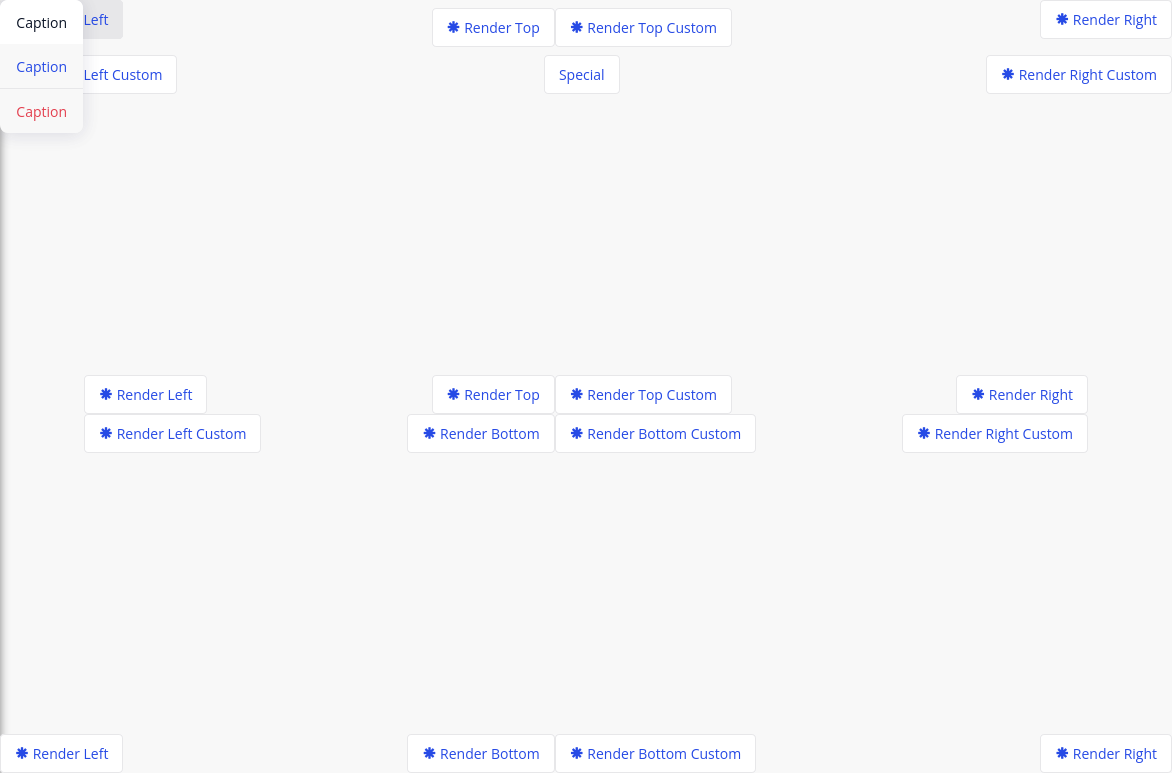 Caption
Left
Render Top
Render Top Custom
Render Right
Caption
Left Custom
Special
Render Right Custom
Caption
Render Left
Render Top
Render Top Custom
Render Right
Render Left Custom
Render Bottom
Render Bottom Custom
Render Right Custom
Render Left
Render Bottom
Render Bottom Custom
Render Right